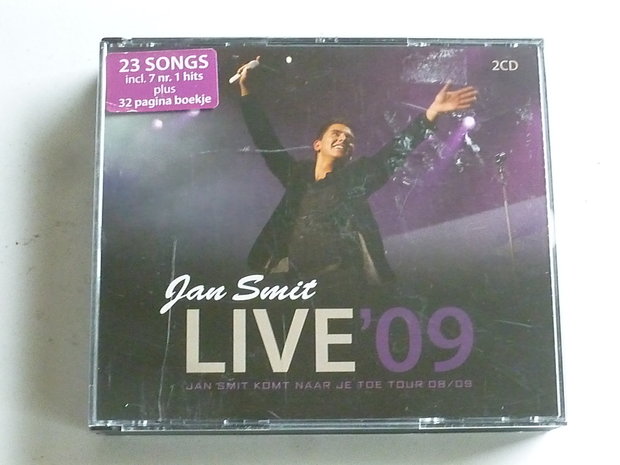 23 SONGS
incl. 7 nr. 1 hits
plus
32 pagina boekje
2CD
Jan Smit
LIVE'09
JAN SMIT KOMT NAAR JE TOE TOUR 08/09